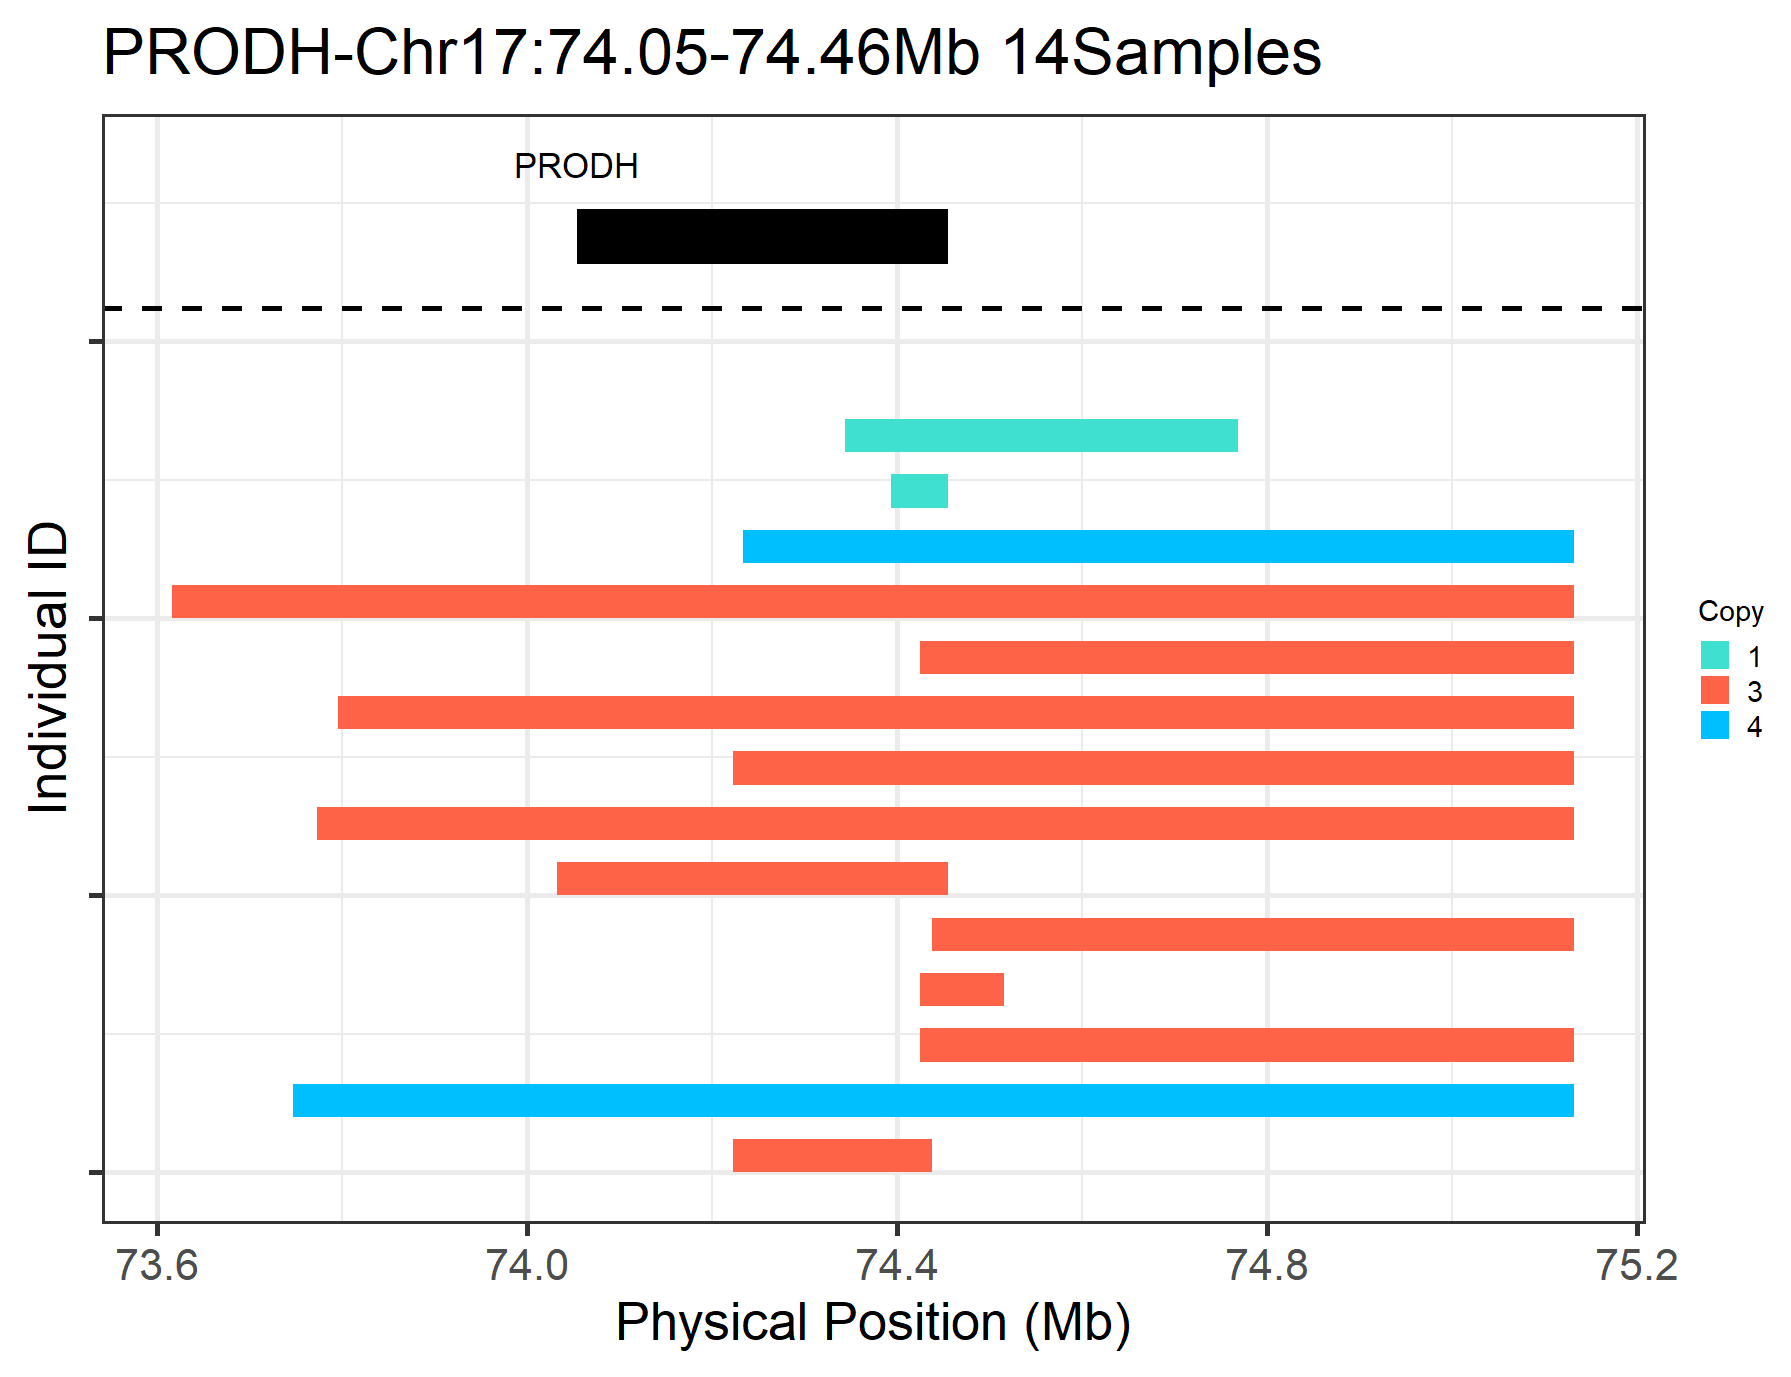 PRODH-Chr17:74.05-74.46Mb 14Samples
PRODH
Individual ID
Copy
1
3
4
73.6 74.0 74.4 74.8 75.2
Physical Position (Mb)